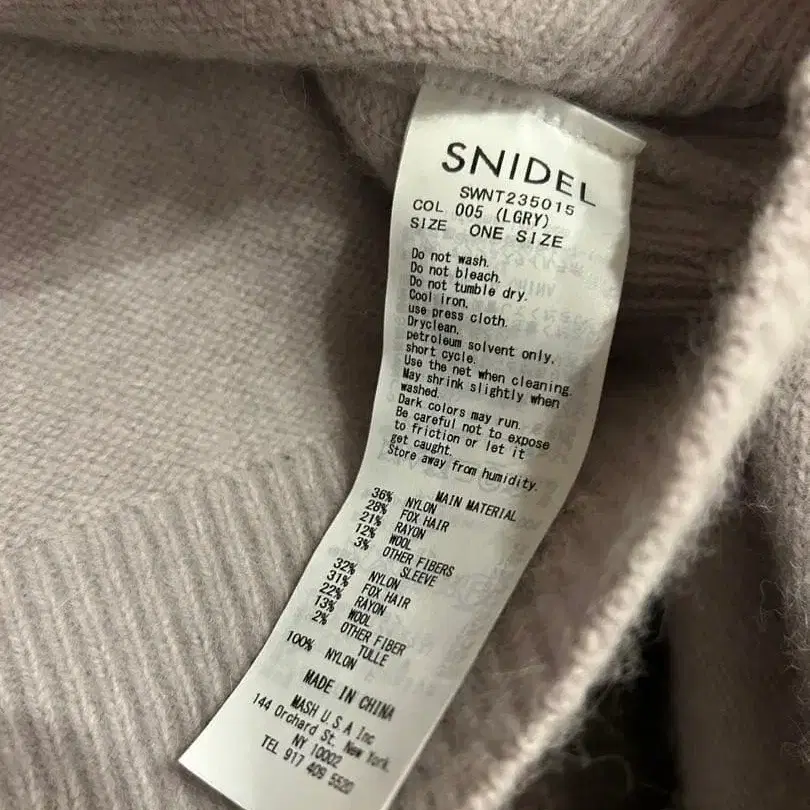 SNIDEL
SWNT235015
COL 005 (LGRY)
SIZE ONE SIZE
Do not wash.
Do not bleach.
Do not tumble dry.
Cool iron,
use press cloth.
Dryclean,
petroleum solvent only,
short cycle.
Use the net when cleaning.
May shrink slightly when
washed.
Dark colors may run.
Be careful not to expose
to friction or let it
get caught.
Store away from humidity.
MAIN MATERIAL
36% NYLON
28% FOX HAIR
21% RAYON
12% WOOL
3% OTHER FIBERS
SLEEVE
32% NYLON
31% FOX HAIR
22% RAYON
13% WOOL
2% OTHER FIBER
TULLE
100% NYLON
MADE IN CHINA
MASH U S A Inc
144 Orchard St. New York.
NY 10002
TEL 917 409 5520